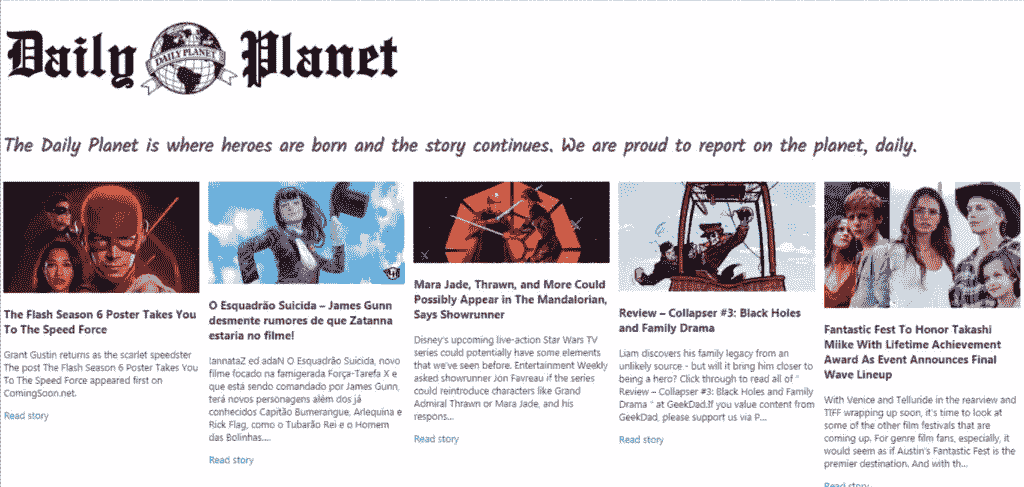 Daily Planet
DAILY PLANET
The Daily Planet is where heroes are born and the story continues. We are proud to report on the planet, daily.
The Flash Season 6 Poster Takes You
To The Speed Force
Grant Gustin returns as the scarlet speedster
The post The Flash Season 6 Poster Takes You
To The Speed Force appeared first on
ComingSoon.net.
Read story
O Esquadrão Suicida – James Gunn
desmente rumores de que Zatanna
estaria no filme!
!annataZ ed adaN O Esquadrão Suicida, novo
filme focado na famigerada Força-Tarefa X e
que está sendo comandado por James Gunn,
terá novos personagens além dos já
conhecidos Capitão Bumerangue, Arlequina e
Rick Flag, como o Tubarão Rei e o Homem
das Bolinhas....
Read story
Mara Jade, Thrawn, and More Could
Possibly Appear in The Mandalorian,
Says Showrunner
Disney's upcoming live-action Star Wars TV
series could potentially have some elements
that we've seen before. Entertainment Weekly
asked showrunner Jon Favreau if the series
could reintroduce characters like Grand
Admiral Thrawn or Mara Jade, and his
respons...
Read story
Review – Collapser #3: Black Holes
and Family Drama
Liam discovers his family legacy from an
unlikely source - but will it bring him closer to
being a hero? Click through to read all of "
Review – Collapser #3: Black Holes and Family
Drama " at GeekDad.If you value content from
GeekDad, please support us via P...
Read story
Fantastic Fest To Honor Takashi
Miike With Lifetime Achievement
Award As Event Announces Final
Wave Lineup
With Venice and Telluride in the rearview and
TIFF wrapping up soon, it's time to look at
some of the other film festivals that are
coming up. For genre film fans, especially, it
would seem as if Austin's Fantastic Fest is the
premier destination. And with th...
Read story